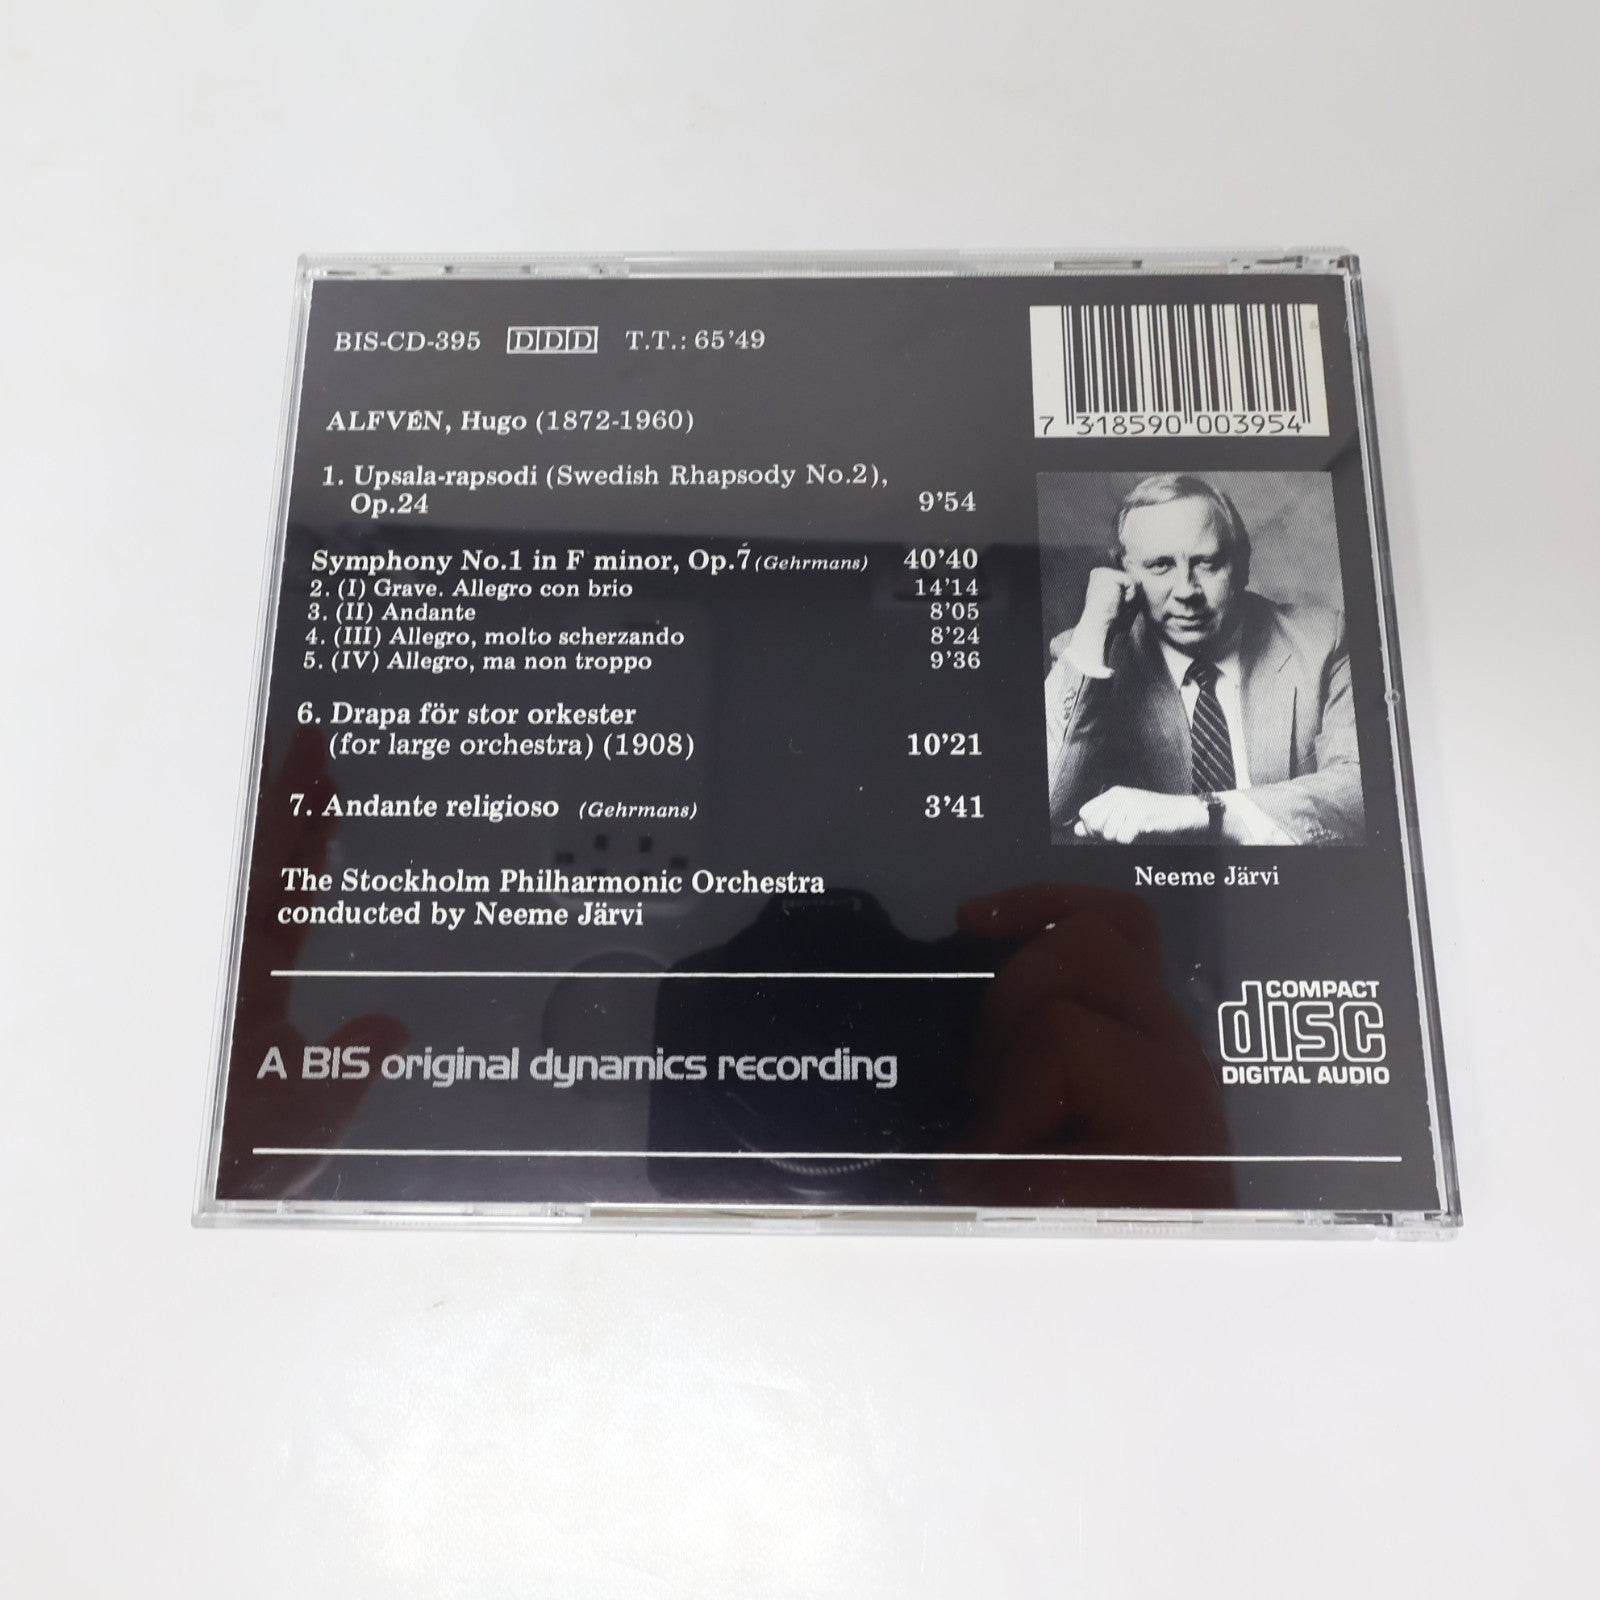 BIS-CD-395 DDD T.T.: 65'49
7 318590 003954
ALFVÉN, Hugo (1872-1960)
1. Upsala-rapsodi (Swedish Rhapsody No.2),
Op.24 9'54
Symphony No.1 in F minor, Op.7 (Gehrmans) 40'40
2. (I) Grave. Allegro con brio 14'14
3. (II) Andante 8'05
4. (III) Allegro, molto scherzando 8'24
5. (IV) Allegro, ma non troppo 9'36
6. Drapa för stor orkester
(for large orchestra) (1908) 10'21
7. Andante religioso (Gehrmans) 3'41
Neeme Järvi
The Stockholm Philharmonic Orchestra
conducted by Neeme Järvi
A BIS original dynamics recording
COMPACT
disc
DIGITAL AUDIO